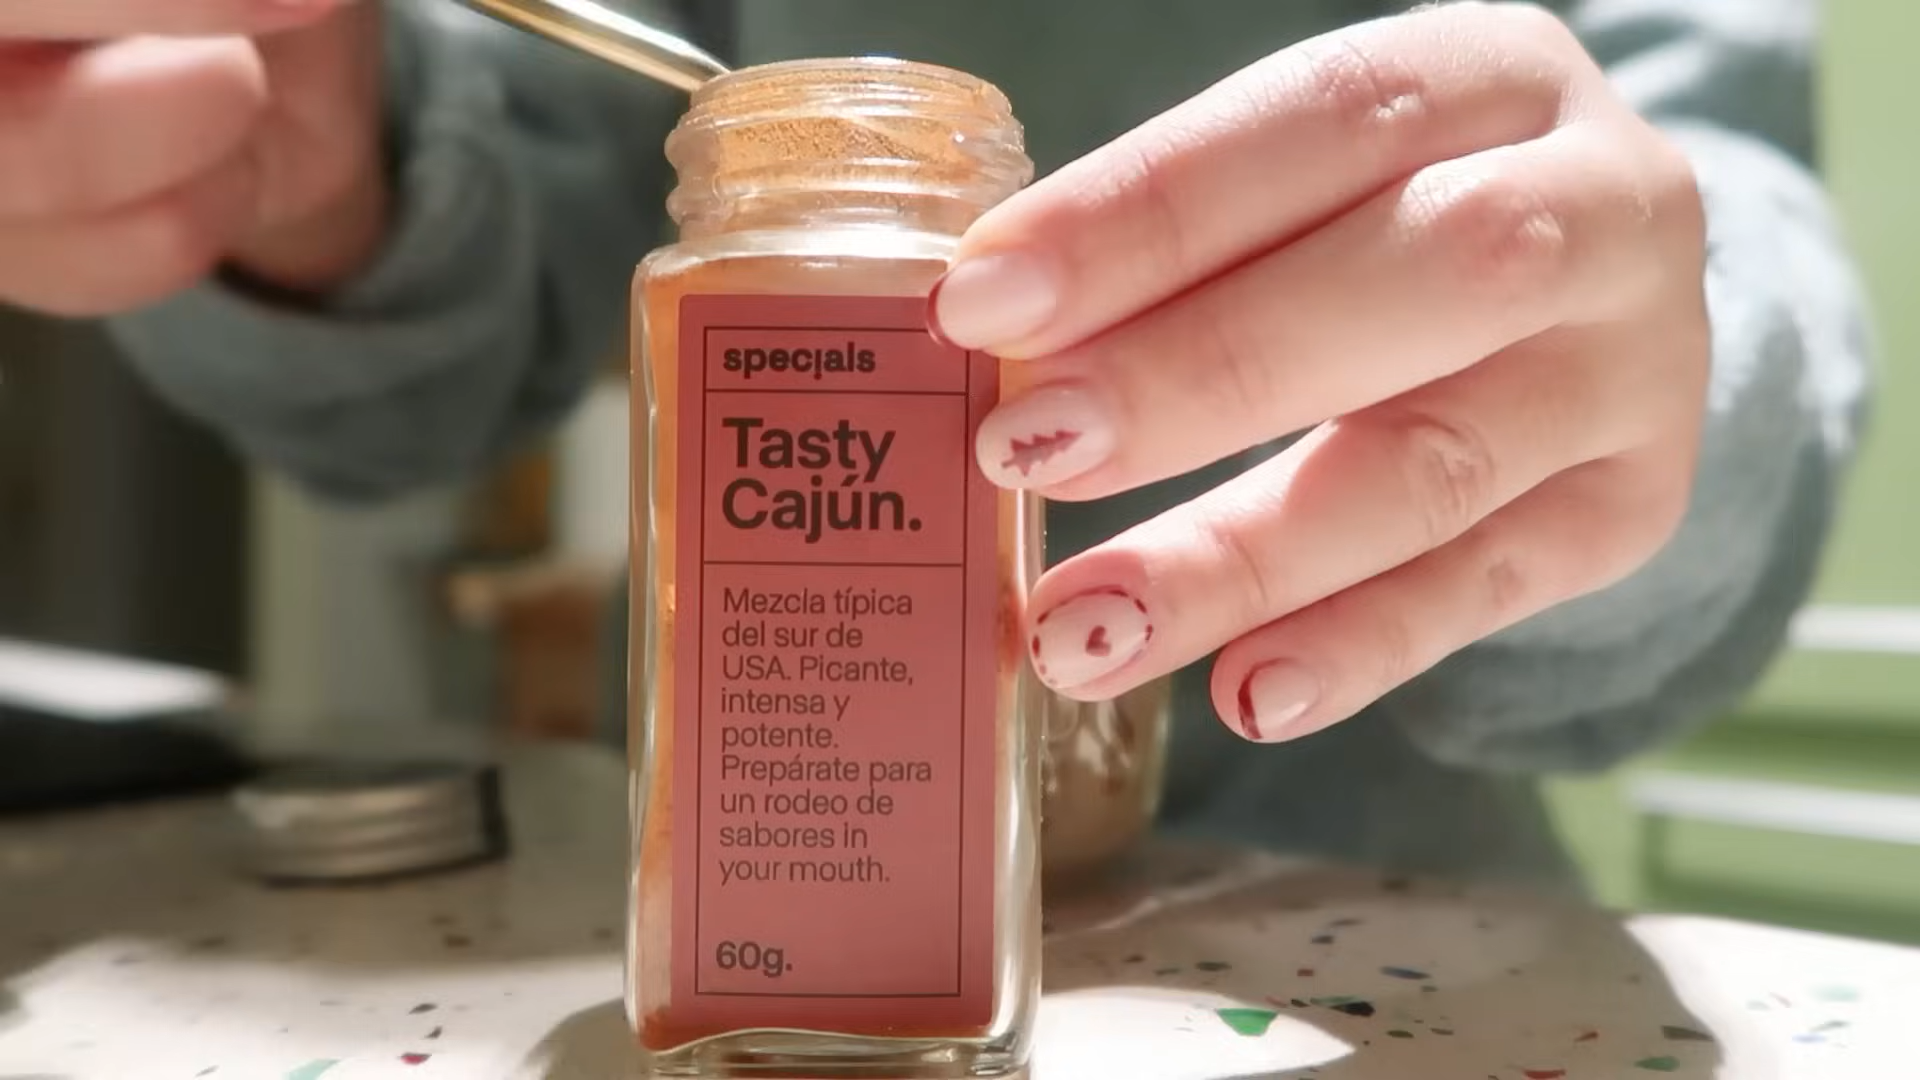 specials
Tasty
Cajún.
Mezcla típica
del sur de
USA. Picante,
intensa y
potente.
Prepárate para
un rodeo de
sabores in
your mouth.
60g.